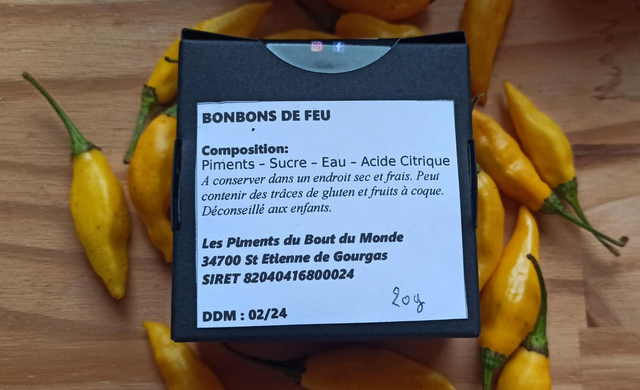 BONBONS DE FEU
Composition:
Piments – Sucre – Eau – Acide Citrique
A conserver dans un endroit sec et frais. Peut
contenir des trâces de gluten et fruits à coque.
Déconseillé aux enfants.
Les Piments du Bout du Monde
34700 St Etienne de Gourgas
SIRET 82040416800024
20g
DDM : 02/24